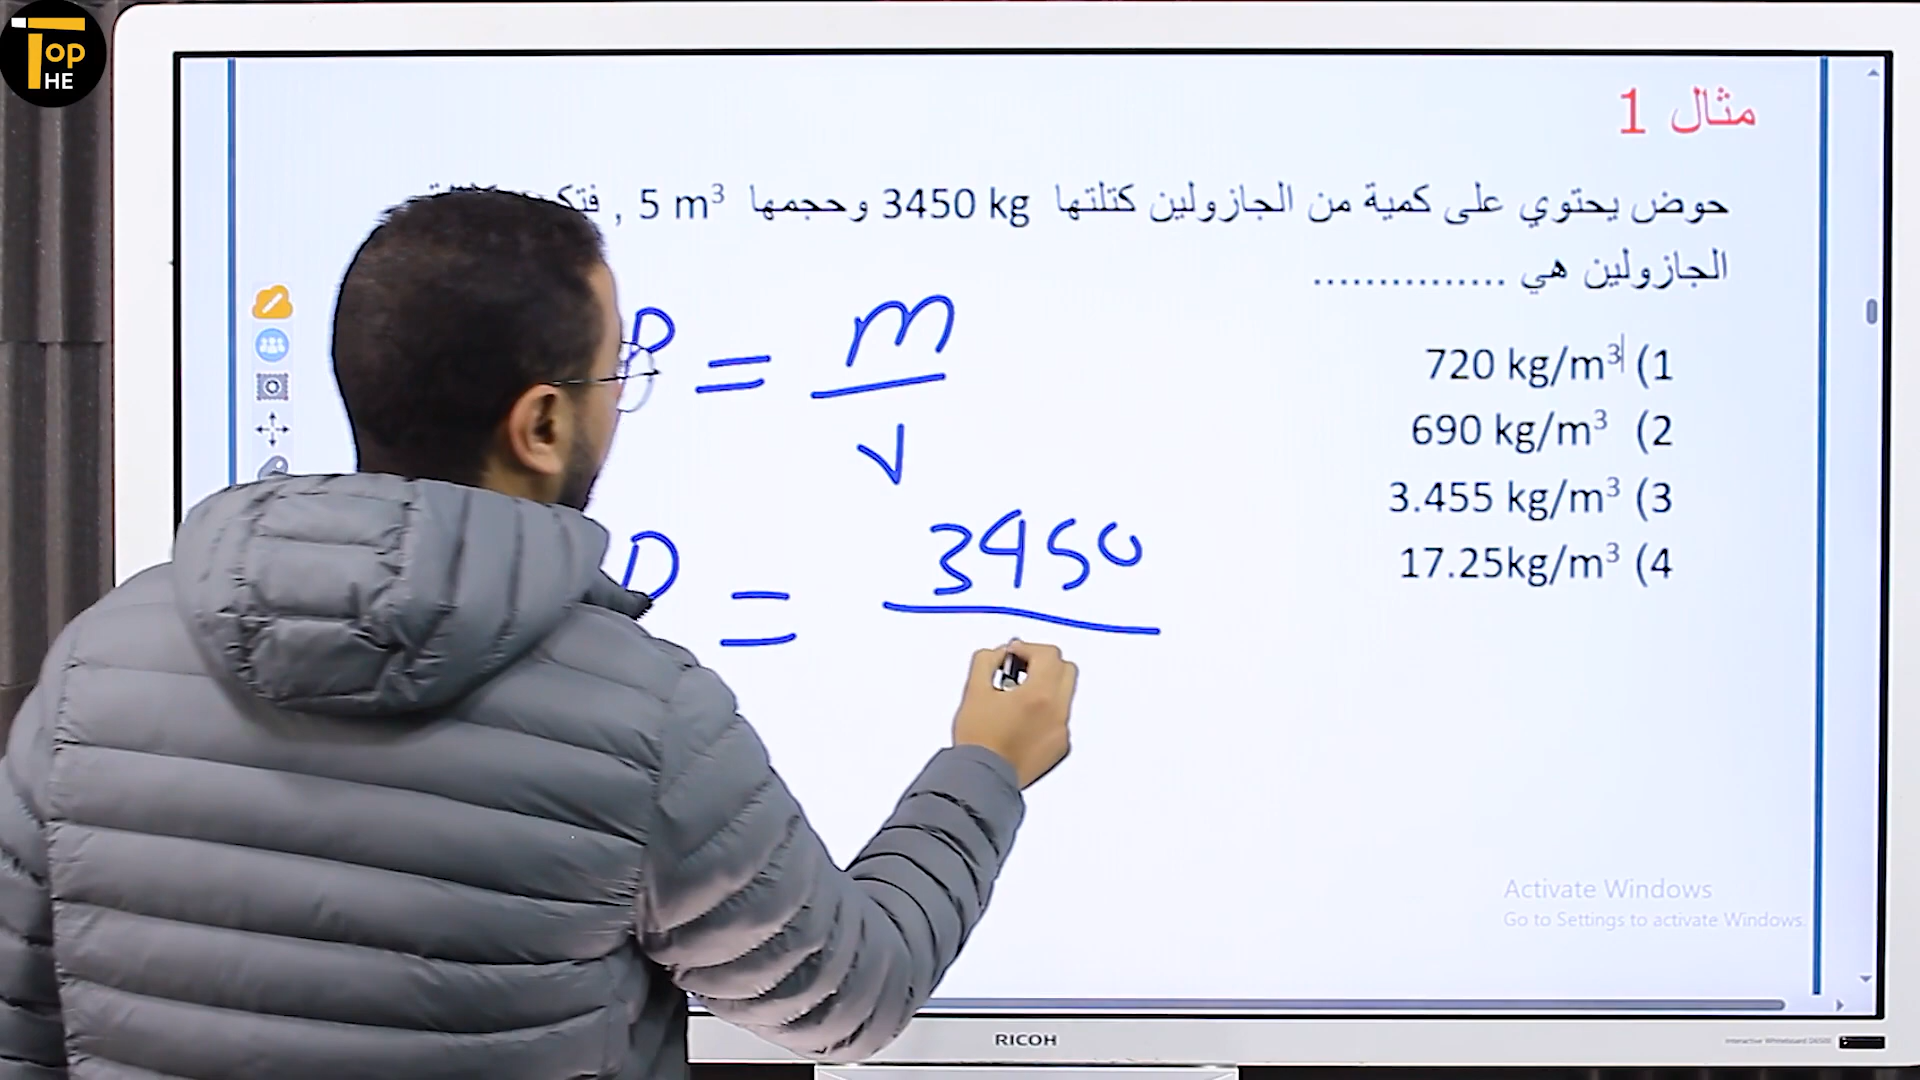 TOP
THE
مثال 1
حوض يحتوي على كمية من الجازولين كتلتها 3450 kg وحجمها 5 m³ ,
الجازولين هي ...............
1) 720 kg/m³
2) 690 kg/m³
3) 3.455 kg/m³
4) 17.25kg/m³
D = m
v
D = 3450
Activate Windows
Go to Settings to activate Windows.
RICOH